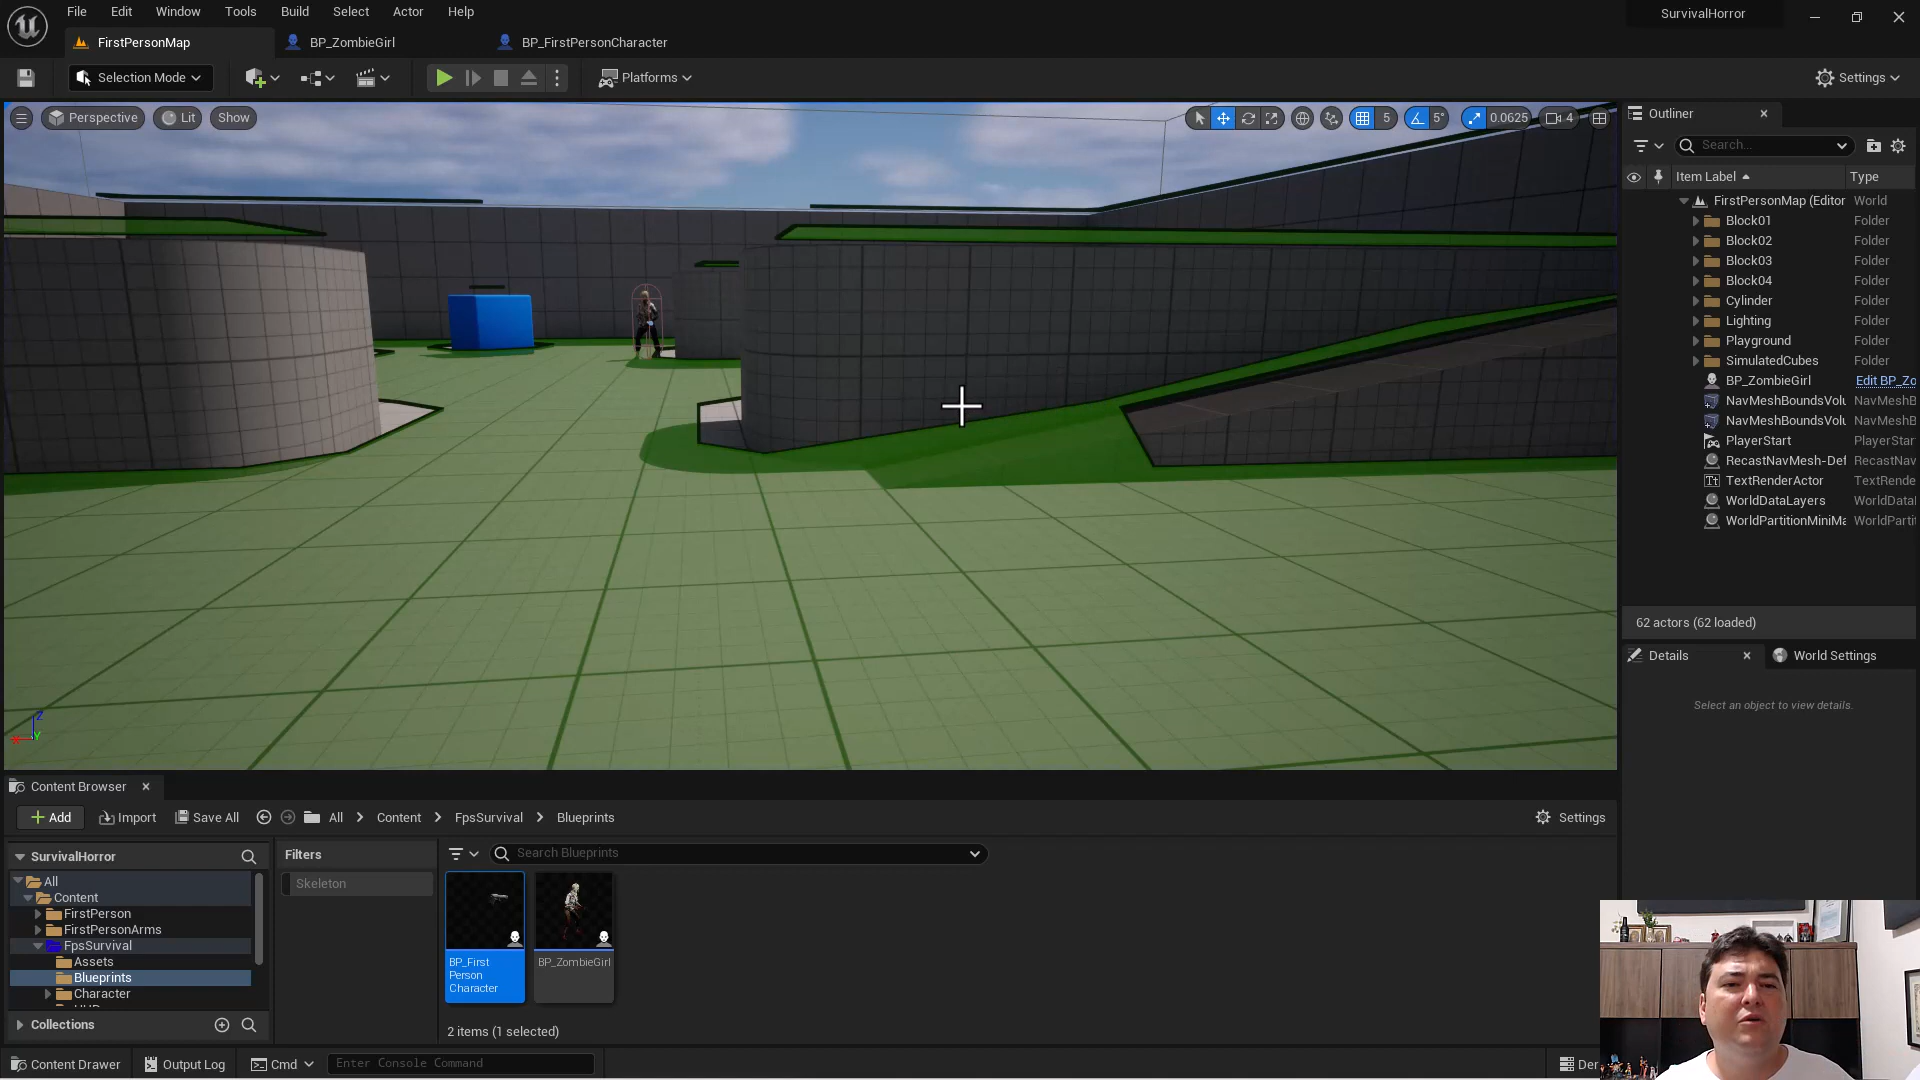 File Edit Window Tools Build Select Actor Help
SurvivalHorror
FirstPersonMap
BP_ZombieGirl
BP_FirstPersonCharacter
Selection Mode
Platforms
Settings
Perspective Lit Show
5 5° 0.0625 4
Outliner
Search...
Item Label Type
FirstPersonMap (Editor World
Block01 Folder
Block02 Folder
Block03 Folder
Block04 Folder
Cylinder Folder
Lighting Folder
Playground Folder
SimulatedCubes Folder
BP_ZombieGirl Edit BP_Zo
NavMeshBoundsVolu NavMeshB
NavMeshBoundsVolu NavMeshB
PlayerStart PlayerStar
RecastNavMesh-Def RecastNav
TextRenderActor TextRende
WorldDataLayers WorldData
WorldPartitionMiniMa WorldParti
62 actors (62 loaded)
Details World Settings
Select an object to view details.
Z
X Y
Content Browser
Add Import Save All All Content FpsSurvival Blueprints Settings
SurvivalHorror
All
Content
FirstPerson
FirstPersonArms
FpsSurvival
Assets
Blueprints
Character
Collections
Filters
Skeleton
Search Blueprints
BP_First
Person
Character
BP_ZombieGirl
2 items (1 selected)
Content Drawer Output Log Cmd Enter Console Command
Der